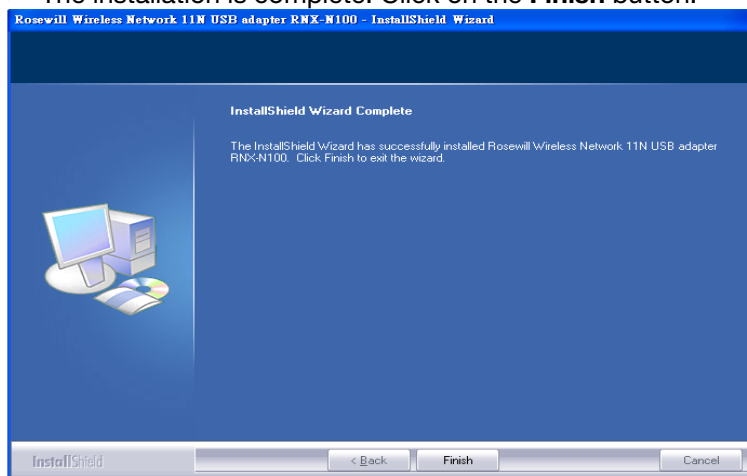 The installation is complete. Click on the Finish button.
Rosewill Wireless Network 11N USB adapter RNX-N100 - InstallShield Wizard
InstallShield Wizard Complete
The InstallShield Wizard has successfully installed Rosewill Wireless Network 11N USB adapter
RNX-N100. Click Finish to exit the wizard.
InstallShield
< Back
Finish
Cancel